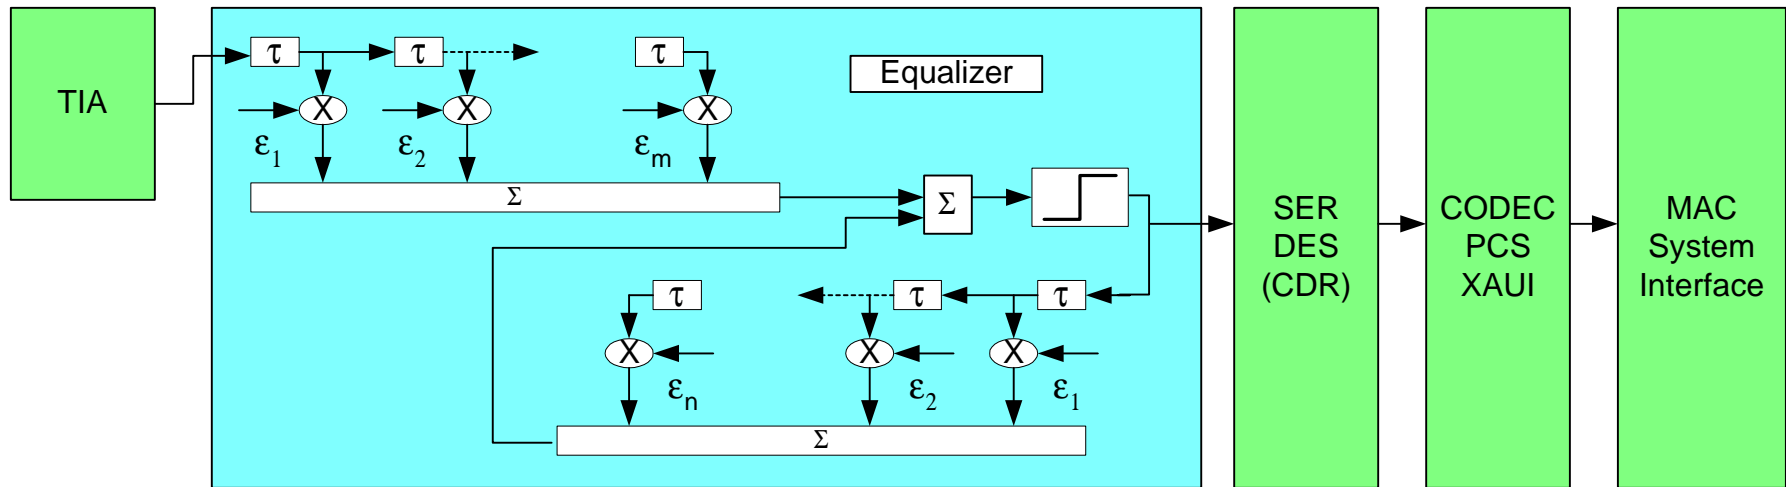 TIA
τ
τ
τ
Equalizer
X
X
X
ε1
ε2
εm
Σ
Σ
SER
DES
(CDR)
CODEC
PCS
XAUI
MAC
System
Interface
τ
τ
τ
X
X
X
εn
ε2
ε1
Σ